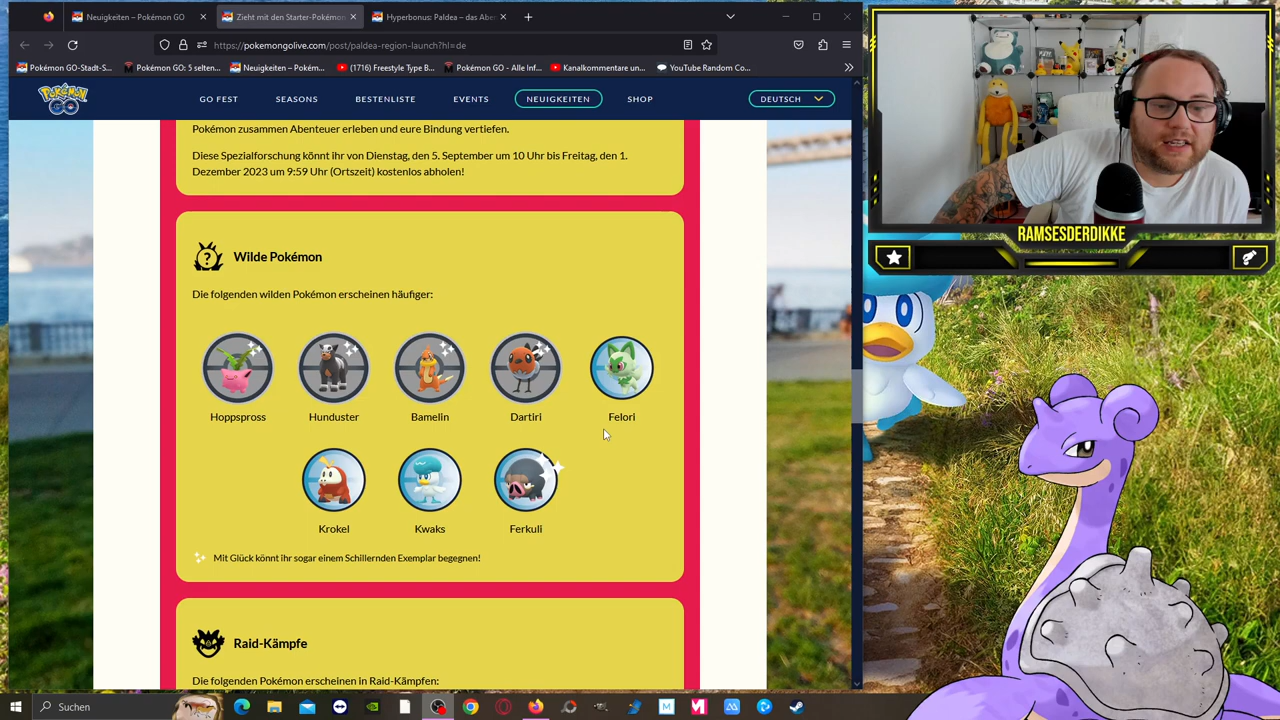 Neuigkeiten – Pokémon GO
Zieht mit den Starter-Pokémon
Hyperbonus: Paldea – das Abe
https://pokemongolive.com/post/paldea-region-launch?hl=de
Pokémon GO-Stadt-S...
Pokémon GO: 5 selten...
Neuigkeiten – Pokém...
Pokémon GO - Alle Inf...
Kanalkommentare un...
YouTube Random Co...
POKÉMON GO
GO FEST
SEASONS
BESTENLISTE
EVENTS
NEUIGKEITEN
SHOP
DEUTSCH
Pokémon zusammen Abenteuer erleben und eure Bindung vertiefen.
Diese Spezialforschung könnt ihr von Dienstag, den 5. September um 10 Uhr bis Freitag, den 1.
Dezember 2023 um 9:59 Uhr (Ortszeit) kostenlos abholen!
Wilde Pokémon
Die folgenden wilden Pokémon erscheinen häufiger:
Hoppspross
Hunduster
Bamelin
Dartiri
Felori
Krokel
Kwaks
Ferkuli
Mit Glück könnt ihr sogar einem Schillernden Exemplar begegnen!
Raid-Kämpfe
Die folgenden Pokémon erscheinen in Raid-Kämpfen:
RAMSESDERDIKKE
Suchen